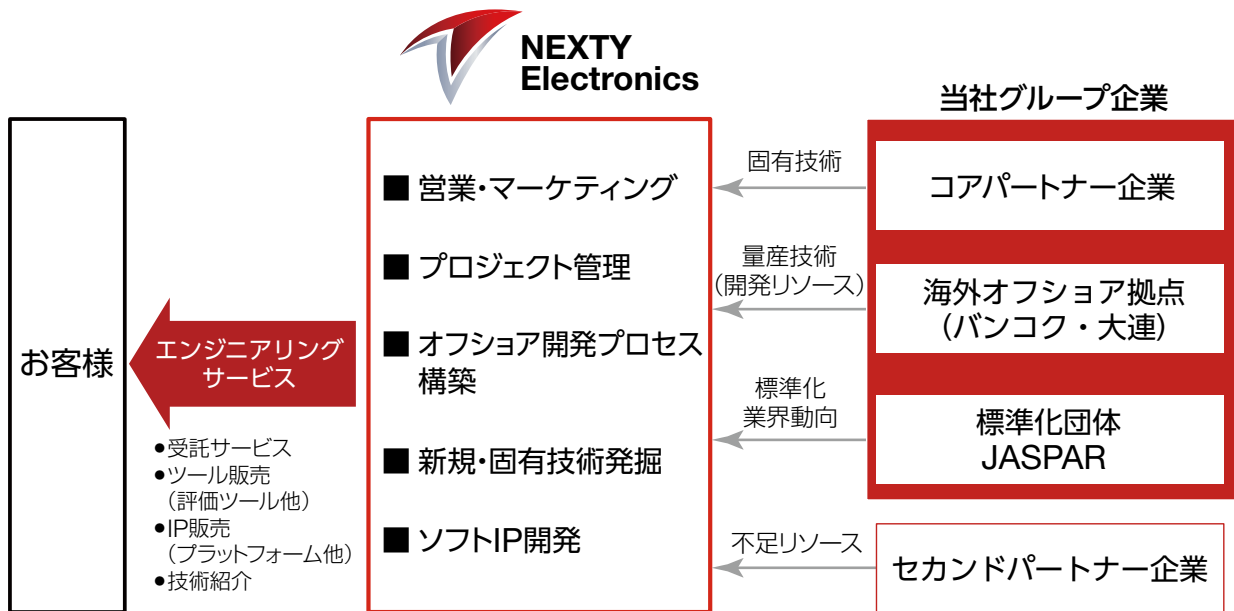 NEXTY
Electronics
お客様
エンジニアリング
サービス
●受託サービス
●ツール販売
（評価ツール他）
●IP販売
（プラットフォーム他）
●技術紹介
■ 営業・マーケティング
■ プロジェクト管理
■ オフショア開発プロセス
構築
■ 新規・固有技術発掘
■ ソフトIP開発
固有技術
量産技術
（開発リソース）
標準化
業界動向
不足リソース
当社グループ企業
コアパートナー企業
海外オフショア拠点
（バンコク・大連）
標準化団体
JASPAR
セカンドパートナー企業